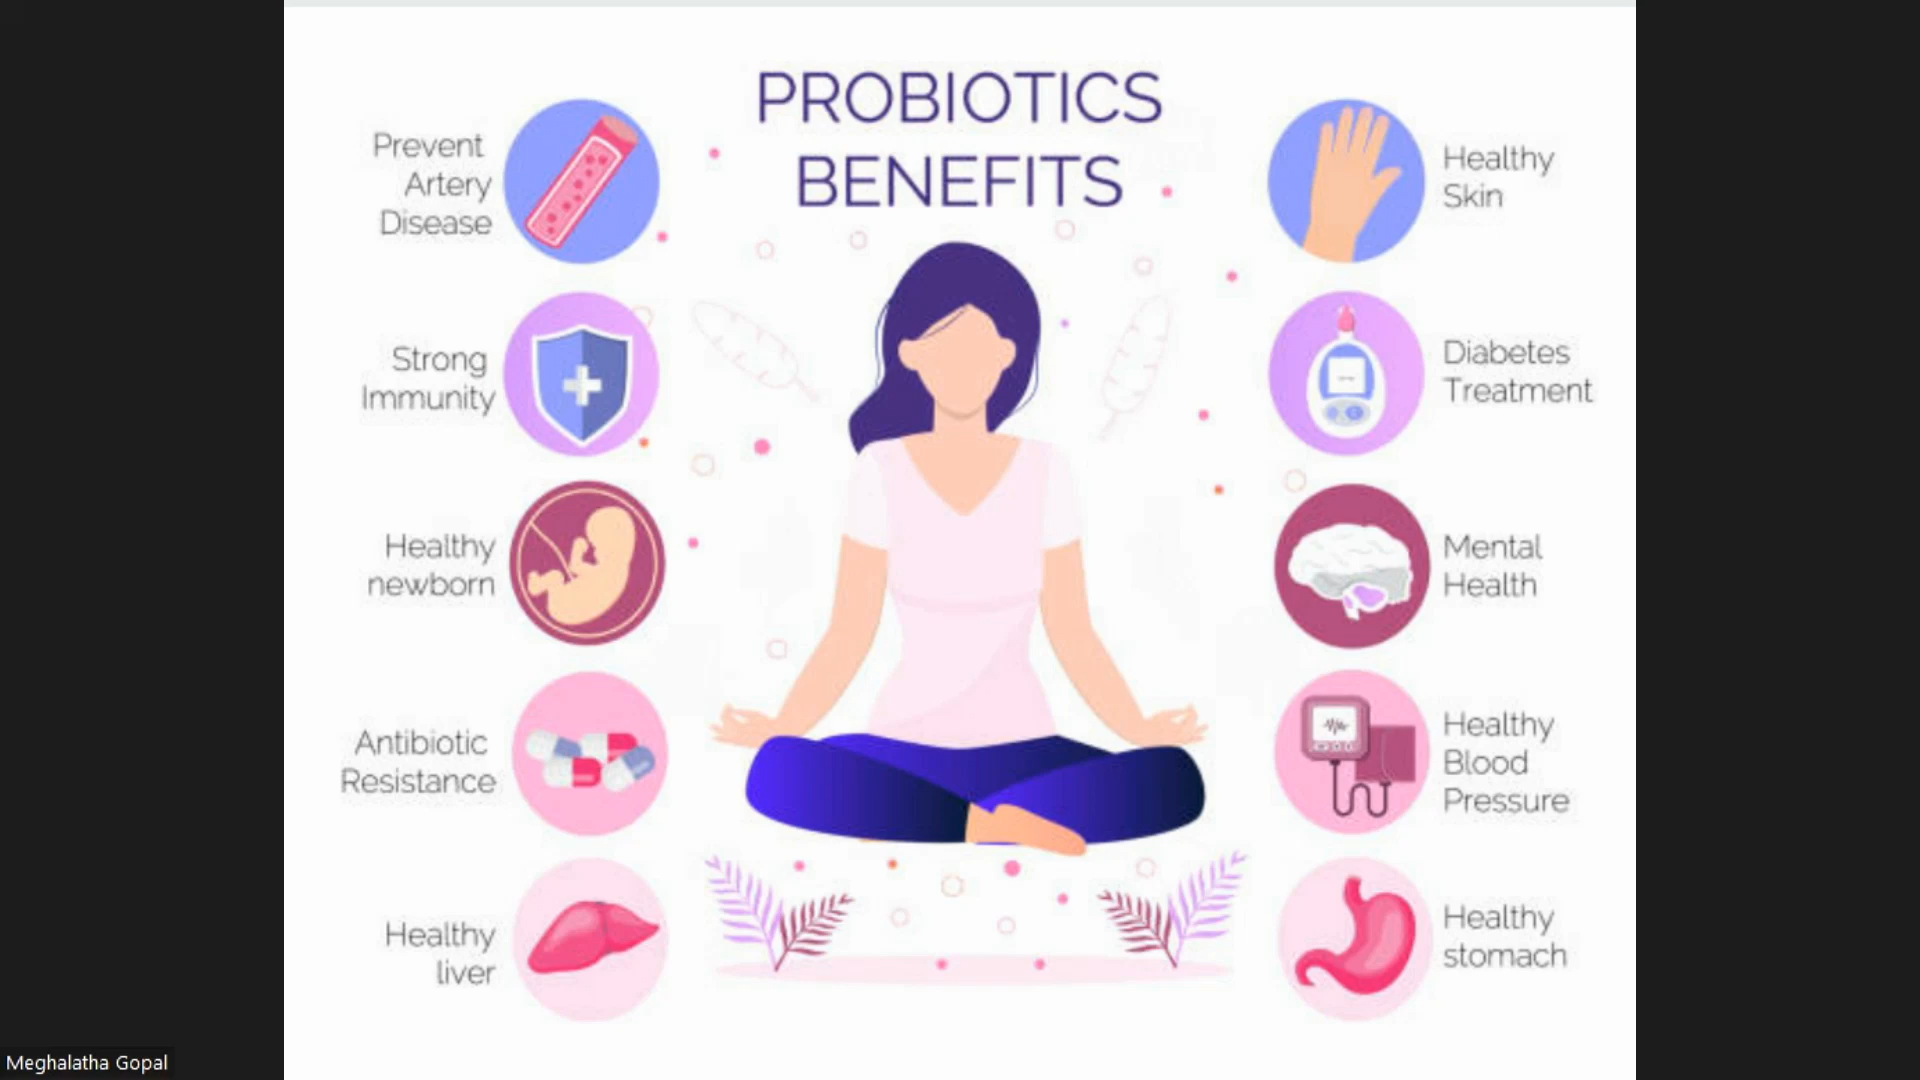 PROBIOTICS
BENEFITS
Prevent
Artery
Disease
Strong
Immunity
Healthy
newborn
Antibiotic
Resistance
Healthy
liver
Healthy
Skin
Diabetes
Treatment
Mental
Health
Healthy
Blood
Pressure
Healthy
stomach
Meghalatha Gopal